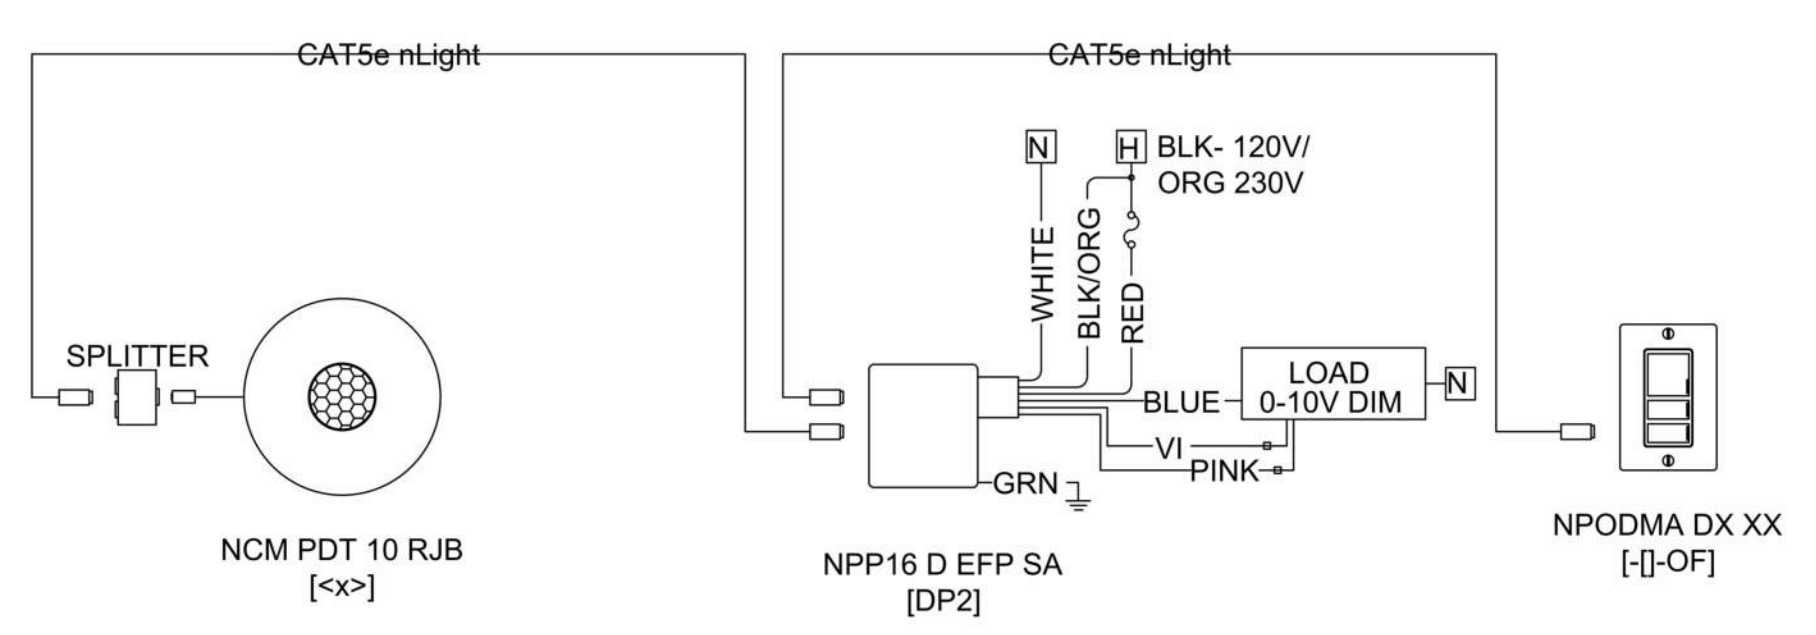 CAT5e nLight
CAT5e nLight
N
H
BLK- 120V/
ORG 230V
WHITE
BLK/ORG
RED
SPLITTER
LOAD
0-10V DIM
N
BLUE
VI
PINK
GRN
NCM PDT 10 RJB
[<x>]
NPP16 D EFP SA
[DP2]
NPODMA DX XX
[-[]-OF]